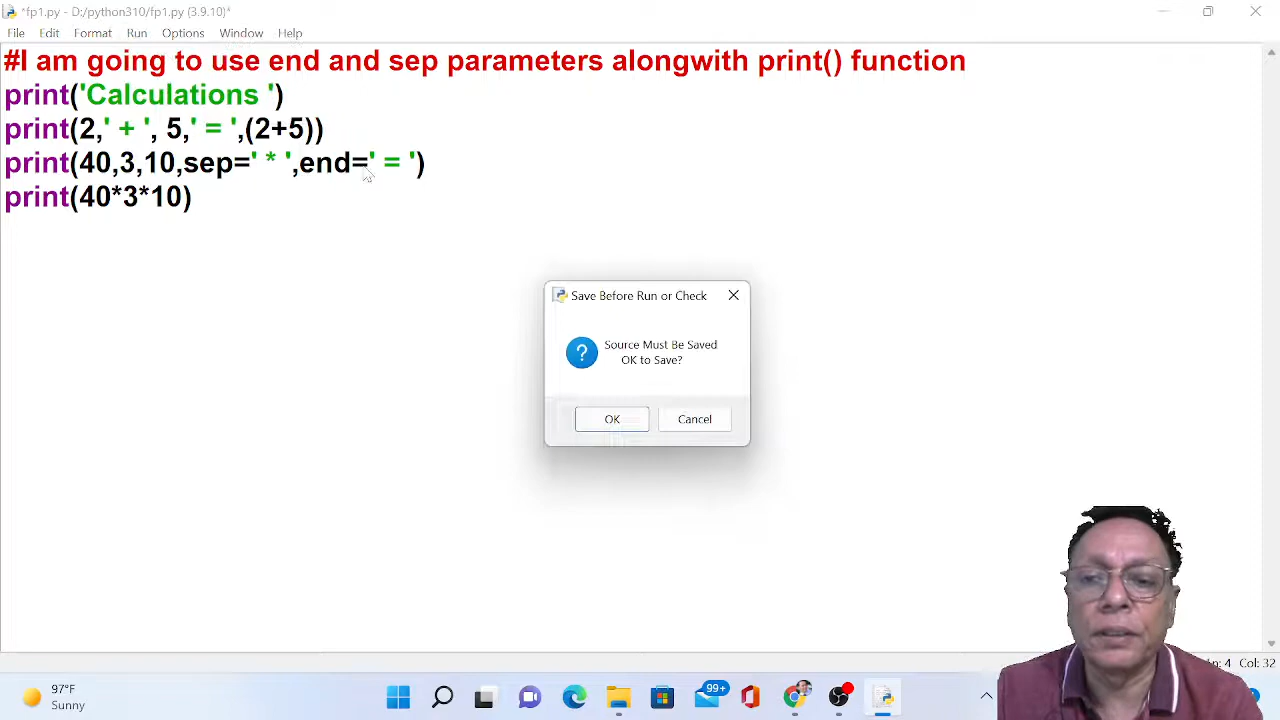 *fp1.py - D:/python310/fp1.py (3.9.10)*
File Edit Format Run Options Window Help
#I am going to use end and sep parameters alongwith print() function
print('Calculations ')
print(2,' + ', 5,' = ',(2+5))
print(40,3,10,sep=' * ',end=' = ')
print(40*3*10)
Save Before Run or Check
Source Must Be Saved
OK to Save?
OK Cancel
Ln: 4 Col: 32
97°F
Sunny
99+